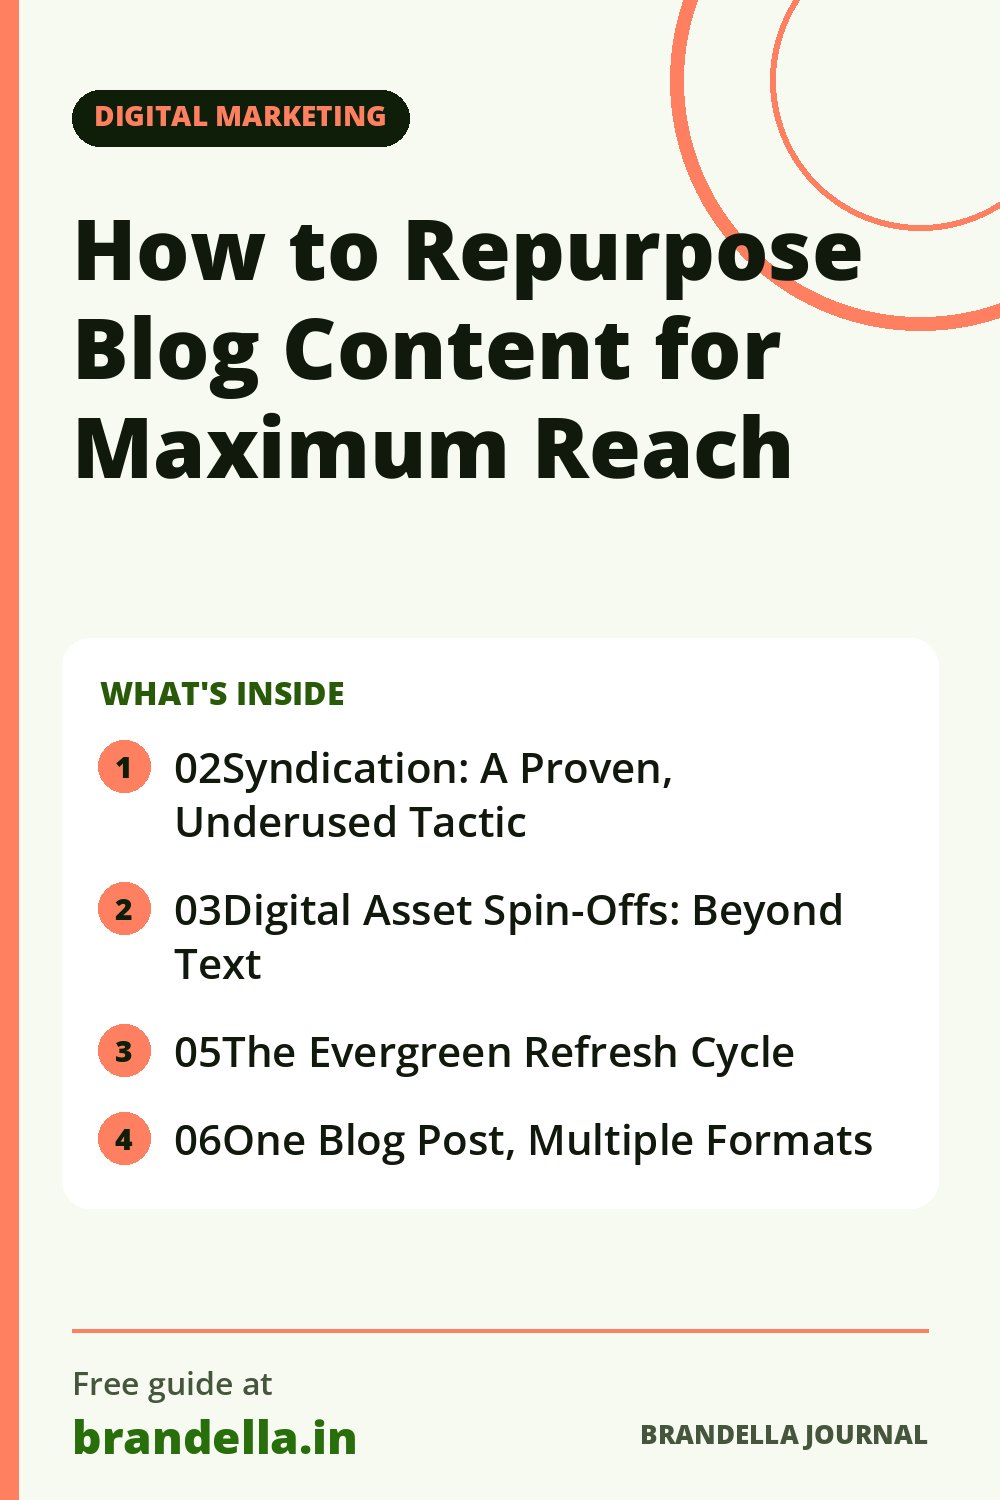 DIGITAL MARKETING
How to Repurpose
Blog Content for
Maximum Reach
WHAT'S INSIDE
1 02Syndication: A Proven,
Underused Tactic
2 03Digital Asset Spin-Offs: Beyond
Text
3 05The Evergreen Refresh Cycle
4 06One Blog Post, Multiple Formats
Free guide at
brandella.in
BRANDELLA JOURNAL